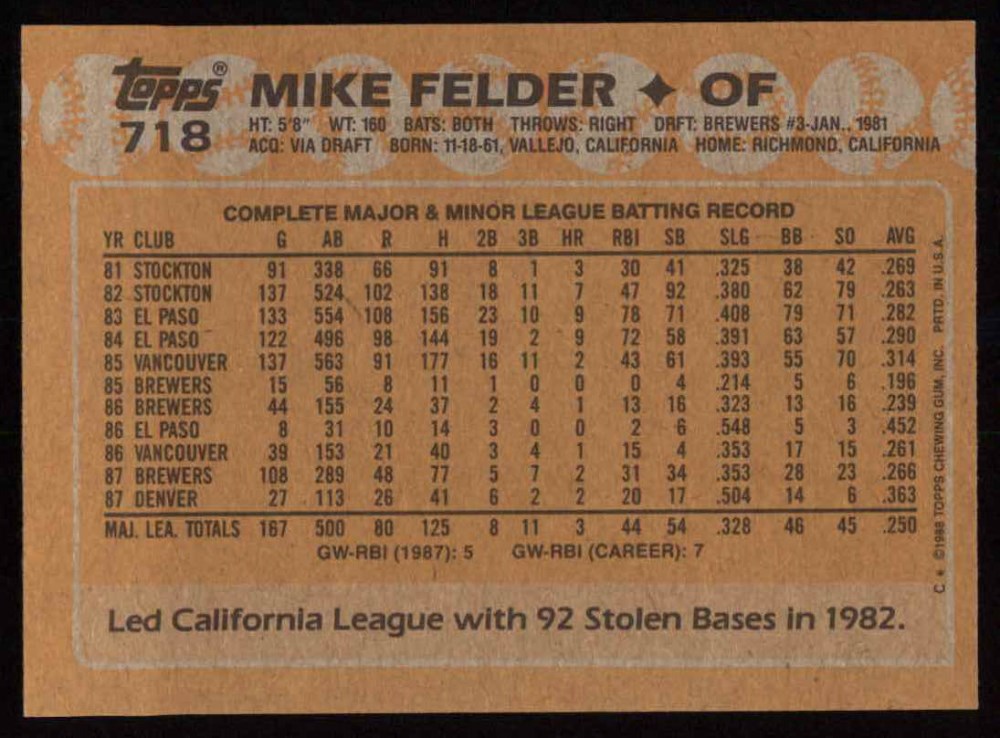 topps®
718
MIKE FELDER ✦ OF
HT: 5'8" WT: 160 BATS: BOTH THROWS: RIGHT DRFT: BREWERS #3-JAN., 1981
ACQ: VIA DRAFT BORN: 11-18-61, VALLEJO, CALIFORNIA HOME: RICHMOND, CALIFORNIA
COMPLETE MAJOR & MINOR LEAGUE BATTING RECORD
YR CLUB G AB R H 2B 3B HR RBI SB SLG BB SO AVG
81 STOCKTON 91 338 66 91 8 1 3 30 41 .325 38 42 .269
82 STOCKTON 137 524 102 138 18 11 7 47 92 .380 62 79 .263
83 EL PASO 133 554 108 156 23 10 9 78 71 .408 79 71 .282
84 EL PASO 122 496 98 144 19 2 9 72 58 .391 63 57 .290
85 VANCOUVER 137 563 91 177 16 11 2 43 61 .393 55 70 .314
85 BREWERS 15 56 8 11 1 0 0 0 4 .214 5 6 .196
86 BREWERS 44 155 24 37 2 4 1 13 16 .323 13 16 .239
86 EL PASO 8 31 10 14 3 0 0 2 6 .548 5 3 .452
86 VANCOUVER 39 153 21 40 3 4 1 15 4 .353 17 15 .261
87 BREWERS 108 289 48 77 5 7 2 31 34 .353 28 23 .266
87 DENVER 27 113 26 41 6 2 2 20 17 .504 14 6 .363
MAJ. LEA. TOTALS 167 500 80 125 8 11 3 44 54 .328 46 45 .250
GW-RBI (1987): 5 GW-RBI (CAREER): 7
Led California League with 92 Stolen Bases in 1982.
C * ©1988 TOPPS CHEWING GUM, INC. PRTD. IN U.S.A.